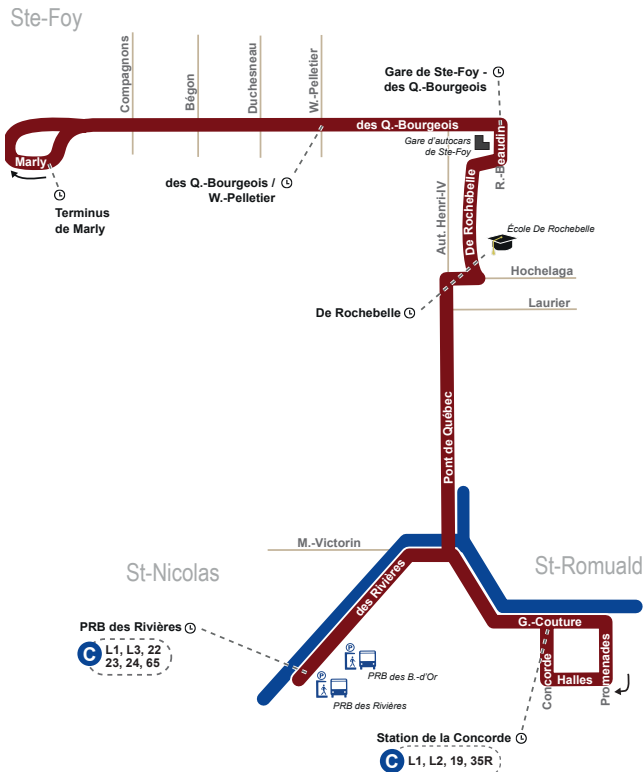 Ste-Foy
Compagnons
Bégon
Duchesneau
W.-Pelletier
Gare de Ste-Foy -
des Q.-Bourgeois
des Q.-Bourgeois
Gare d'autocars
de Ste-Foy
R.-Beaudin
Marly
Terminus
de Marly
des Q.-Bourgeois /
W.-Pelletier
Aut. Henri-IV
De Rochebelle
École De Rochebelle
Hochelaga
Laurier
De Rochebelle
Pont de Québec
M.-Victorin
St-Nicolas
St-Romuald
des Rivières
G.-Couture
PRB des Rivières
C L1, L3, 22
23, 24, 65
P
PRB des B.-d'Or
P
PRB des Rivières
Concorde
Halles
Promenades
Station de la Concorde
C L1, L2, 19, 35R